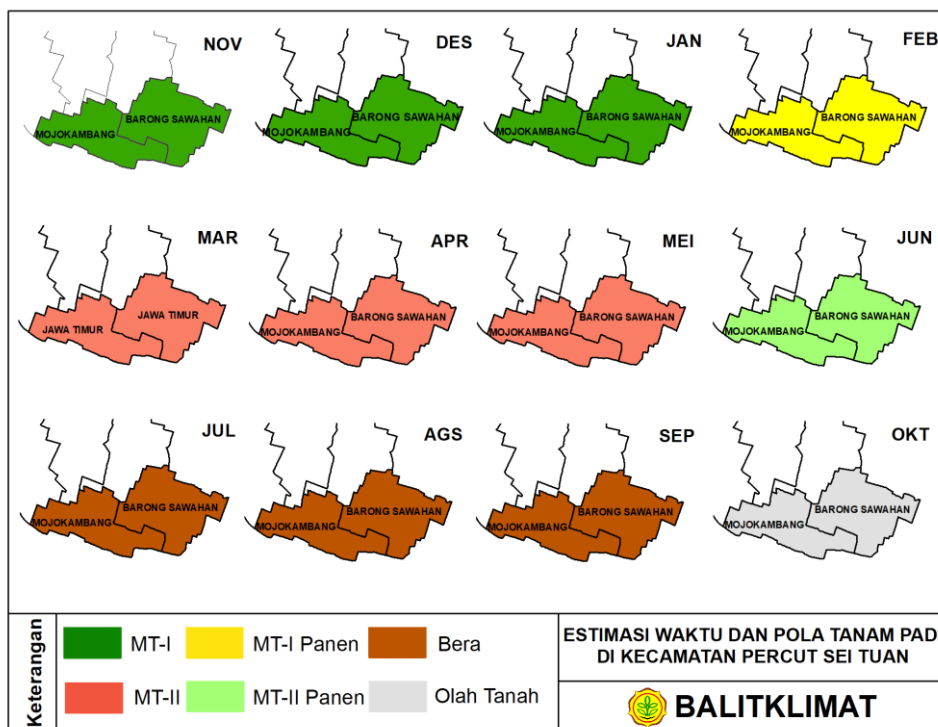 NOV
MOJOKAMBANG
BARONG SAWAHAN
DES
MOJOKAMBANG
BARONG SAWAHAN
JAN
MOJOKAMBANG
BARONG SAWAHAN
FEB
MOJOKAMBANG
BARONG SAWAHAN
MAR
JAWA TIMUR
JAWA TIMUR
APR
MOJOKAMBANG
BARONG SAWAHAN
MEI
MOJOKAMBANG
BARONG SAWAHAN
JUN
MOJOKAMBANG
BARONG SAWAHAN
JUL
MOJOKAMBANG
BARONG SAWAHAN
AGS
MOJOKAMBANG
BARONG SAWAHAN
SEP
MOJOKAMBANG
BARONG SAWAHAN
OKT
MOJOKAMBANG
BARONG SAWAHAN
Keterangan
MT-I
MT-I Panen
Bera
MT-II
MT-II Panen
Olah Tanah
ESTIMASI WAKTU DAN POLA TANAM PAD
DI KECAMATAN PERCUT SEI TUAN
BALITKLIMAT